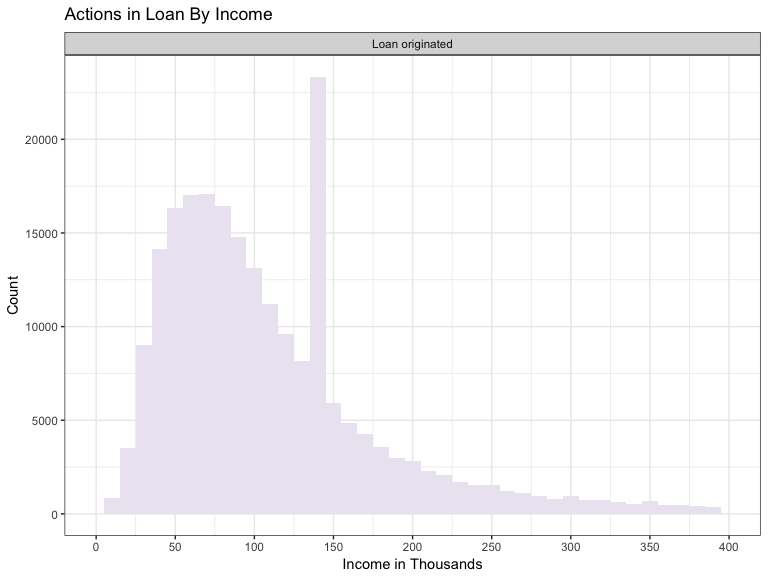 Actions in Loan By Income
Loan originated
20000
15000
10000
5000
0
Count
0 50 100 150 200 250 300 350 400
Income in Thousands